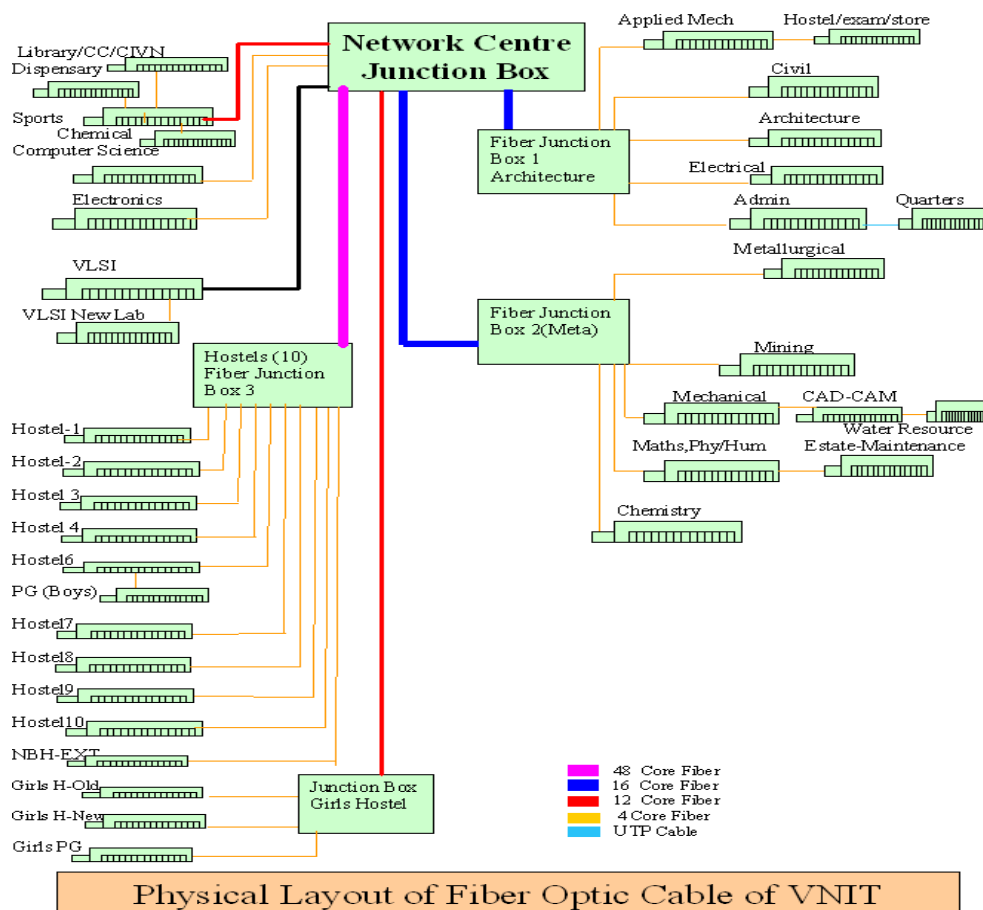 Network Centre
Junction Box
Library/CC/CIVN
Dispensary
Sports
Chemical
Computer Science
Electronics
VLSI
VLSI New Lab
Applied Mech
Hostel/exam/store
Civil
Architecture
Electrical
Admin
Quarters
Fiber Junction
Box 1
Architecture
Metallurgical
Fiber Junction
Box 2(Meta)
Mining
Mechanical
CAD-CAM
Water Resource
Maths,Phy/Hum
Estate-Maintenance
Chemistry
Hostels (10)
Fiber Junction
Box 3
Hostel-1
Hostel-2
Hostel 3
Hostel 4
Hostel6
PG (Boys)
Hostel7
Hostel8
Hostel9
Hostel10
NBH-EXT
Girls H-Old
Girls H-New
Girls PG
Junction Box
Girls Hostel
48 Core Fiber
16 Core Fiber
12 Core Fiber
4 Core Fiber
UTP Cable
Physical Layout of Fiber Optic Cable of VNIT